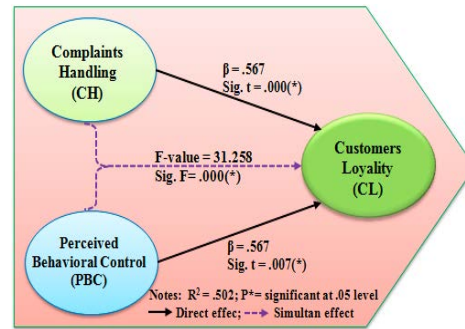 Complaints
Handling
(CH)
β = .567
Sig. t = .000(*)
Customers
Loyality
(CL)
F-value = 31.258
Sig. F= .000(*)
Perceived
Behavioral Control
(PBC)
β = .567
Sig. t = .007(*)
Notes: R² = .502; P*= significant at .05 level
Direct effec; Simultan effect